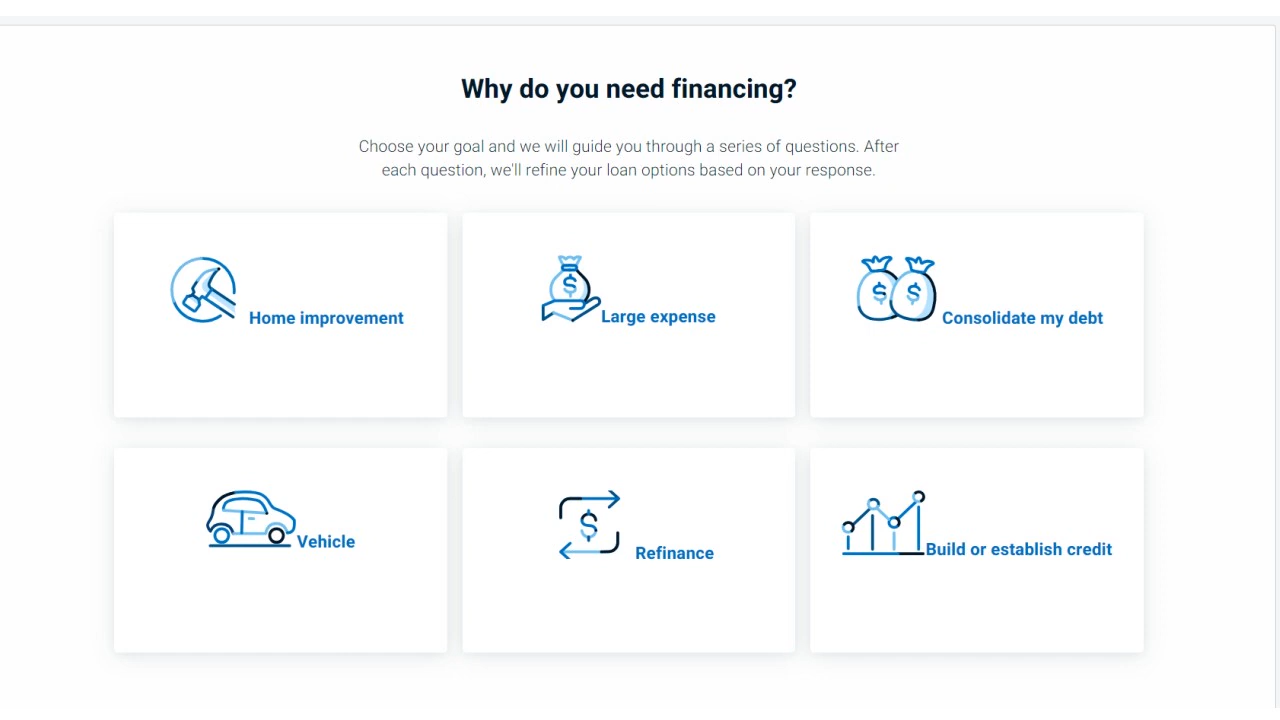 Why do you need financing?
Choose your goal and we will guide you through a series of questions. After
each question, we'll refine your loan options based on your response.
Home improvement
$
Large expense
$ $
Consolidate my debt
Vehicle
$
Refinance
Build or establish credit